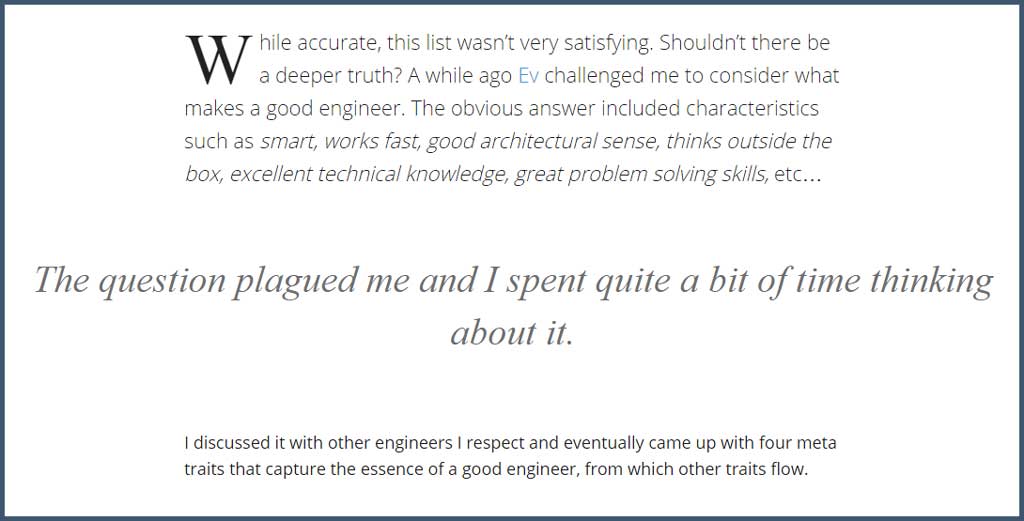 While accurate, this list wasn’t very satisfying. Shouldn’t there be
a deeper truth? A while ago Ev challenged me to consider what
makes a good engineer. The obvious answer included characteristics
such as smart, works fast, good architectural sense, thinks outside the
box, excellent technical knowledge, great problem solving skills, etc…
The question plagued me and I spent quite a bit of time thinking
about it.
I discussed it with other engineers I respect and eventually came up with four meta
traits that capture the essence of a good engineer, from which other traits flow.